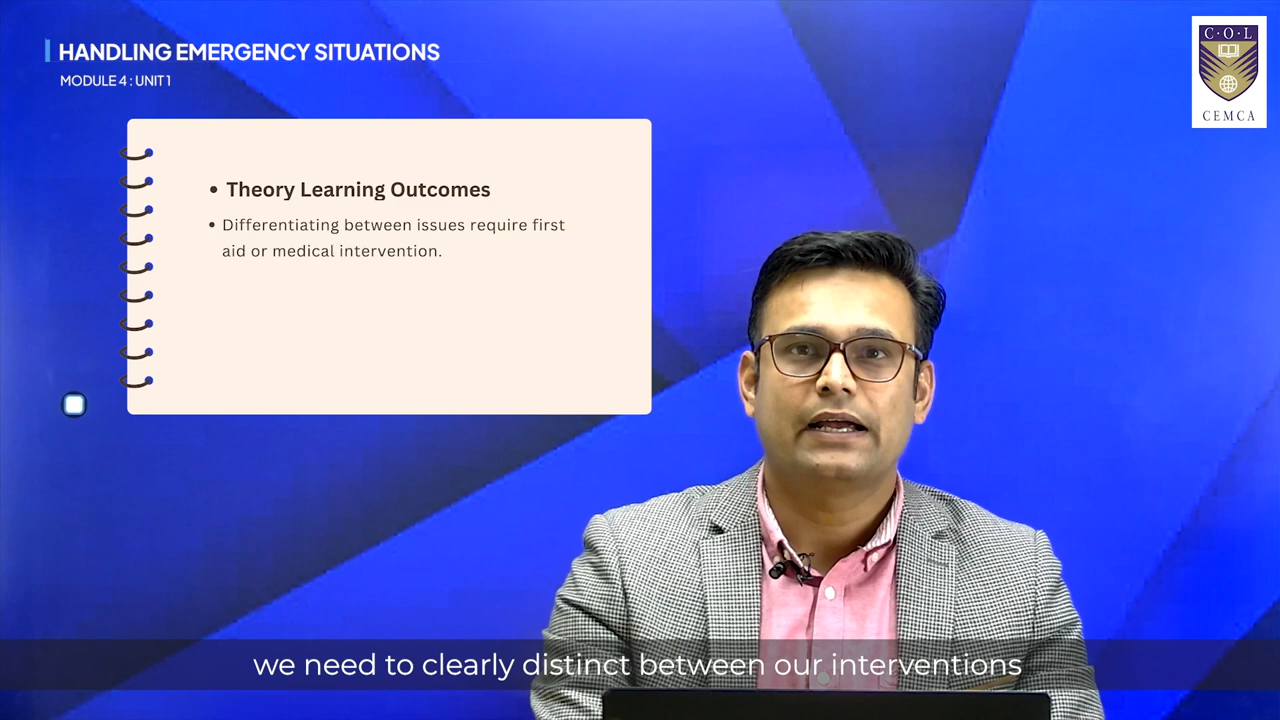 HANDLING EMERGENCY SITUATIONS
MODULE 4 : UNIT 1
C·O·L
CEMCA
• Theory Learning Outcomes
• Differentiating between issues require first
aid or medical intervention.
we need to clearly distinct between our interventions